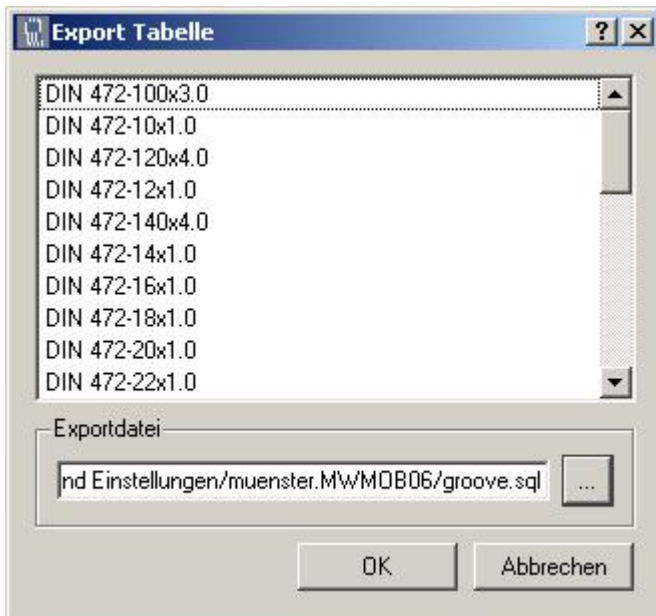 Export Tabelle
DIN 472-100x3.0
DIN 472-10x1.0
DIN 472-120x4.0
DIN 472-12x1.0
DIN 472-140x4.0
DIN 472-14x1.0
DIN 472-16x1.0
DIN 472-18x1.0
DIN 472-20x1.0
DIN 472-22x1.0
Exportdatei
nd Einstellungen/muenster.MWMOB06/groove.sql
...
OK
Abbrechen